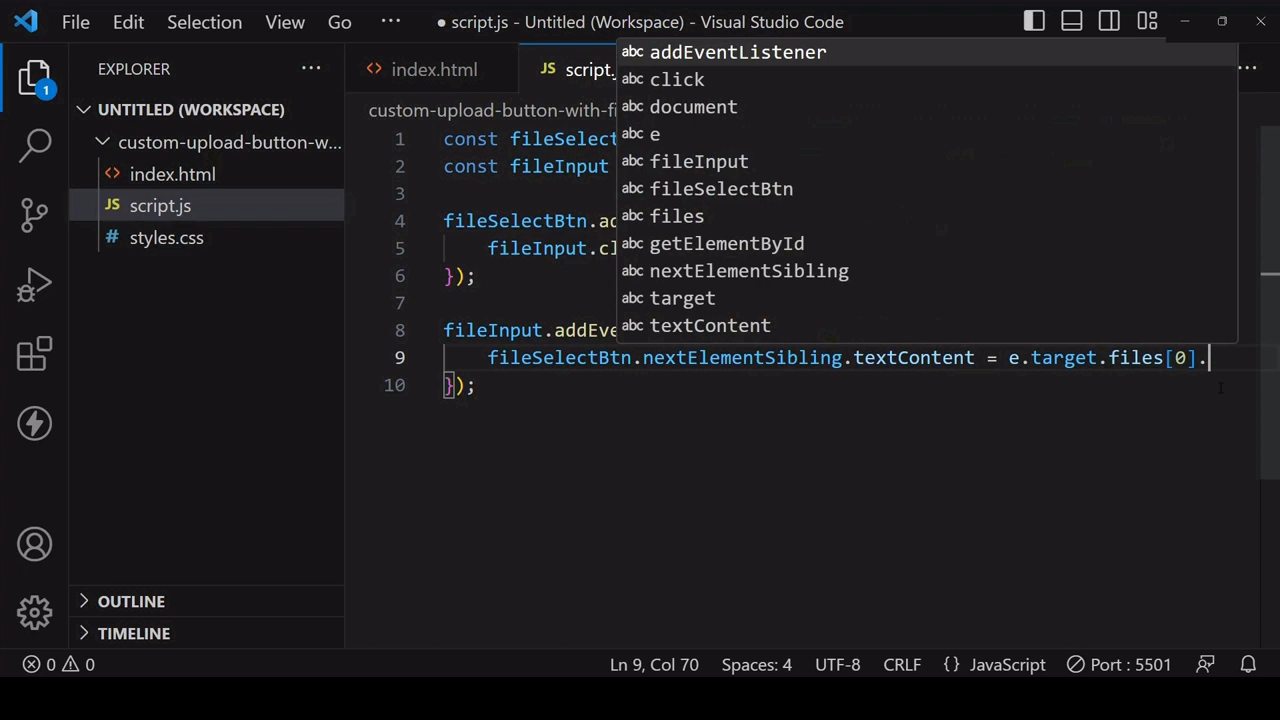 File Edit Selection View Go ··· ● script.js - Untitled (Workspace) - Visual Studio Code
EXPLORER ···
1
UNTITLED (WORKSPACE)
custom-upload-button-w...
<> index.html
JS script.js
# styles.css
OUTLINE
TIMELINE
<> index.html
JS script.
···
custom-upload-button-with-fi
1 const fileSelect
2 const fileInput
3
4 fileSelectBtn.ad
5 fileInput.cl
6 });
7
8 fileInput.addEve
9 fileSelectBtn.nextElementSibling.textContent = e.target.files[0].
10 });
abc addEventListener
abc click
abc document
abc e
abc fileInput
abc fileSelectBtn
abc files
abc getElementById
abc nextElementSibling
abc target
abc textContent
0 0 Ln 9, Col 70 Spaces: 4 UTF-8 CRLF {} JavaScript Port : 5501